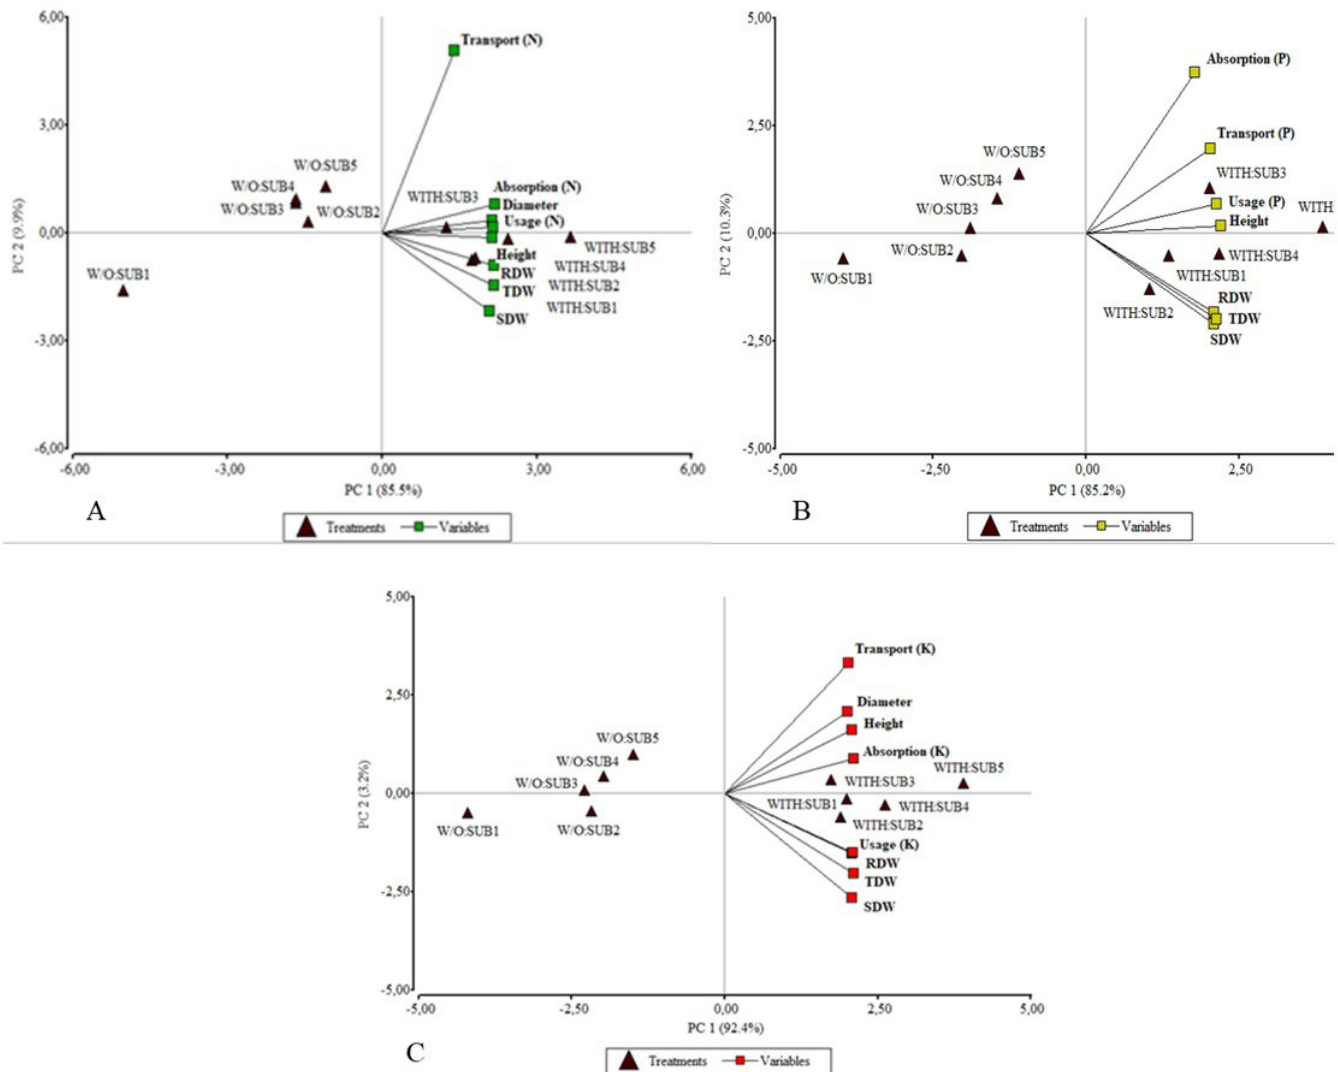 6,00
Transport (N)
3,00
W/O:SUB5
W/O:SUB4
W/O:SUB3
W/O:SUB2
WITH:SUB3
Absorption (N)
Diameter
Usage (N)
0,00
PC 2 (9.9%)
W/O:SUB1
Height
RDW
TDW
SDW
WITH:SUB5
WITH:SUB4
WITH:SUB2
WITH:SUB1
-3,00
-6,00
-6,00 -3,00 0,00 3,00 6,00
PC 1 (85.5%)
A
Treatments Variables
5,00
Absorption (P)
2,50
Transport (P)
W/O:SUB5
W/O:SUB4
WITH:SUB3
W/O:SUB3
Usage (P)
WITH:
Height
0,00
PC 2 (10.3%)
W/O:SUB2
W/O:SUB1
WITH:SUB4
WITH:SUB1
WITH:SUB2
RDW
TDW
SDW
-2,50
-5,00
-5,00 -2,50 0,00 2,50
PC 1 (85.2%)
B
Treatments Variables
5,00
Transport (K)
2,50
Diameter
Height
W/O:SUB5
Absorption (K)
W/O:SUB4
WITH:SUB5
W/O:SUB3
WITH:SUB3
0,00
PC 2 (3.2%)
WITH:SUB1
WITH:SUB4
W/O:SUB1
W/O:SUB2
WITH:SUB2
Usage (K)
RDW
TDW
SDW
-2,50
-5,00
-5,00 -2,50 0,00 2,50 5,00
PC 1 (92.4%)
C
Treatments Variables